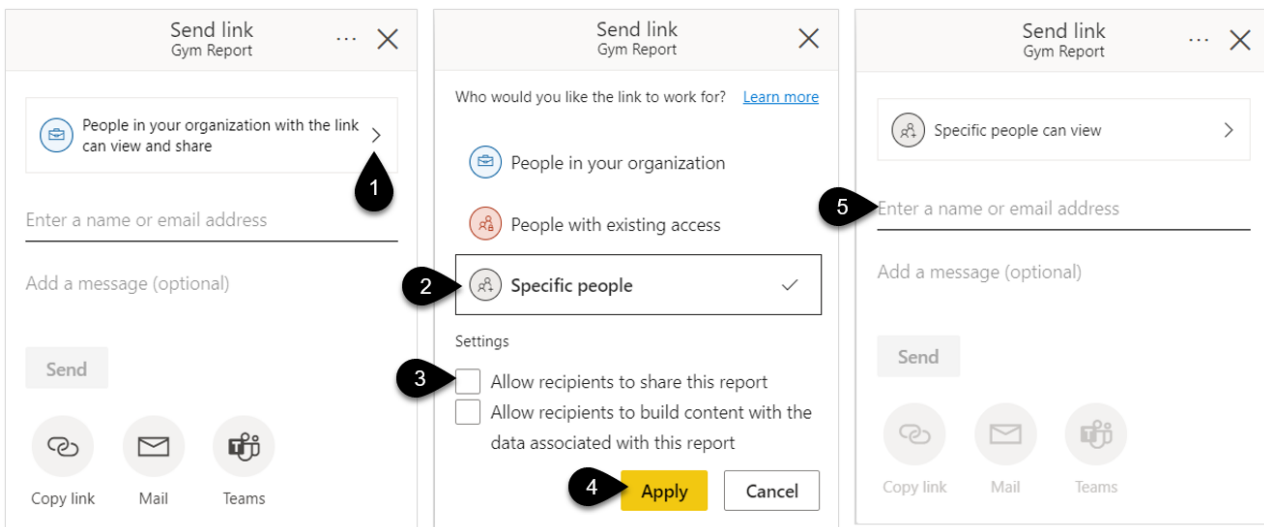 Send link
...
Gym Report
People in your organization with the link
can view and share
1
Enter a name or email address
Add a message (optional)
Send
Copy link
Mail
Teams
Send link
Gym Report
Who would you like the link to work for? Learn more
People in your organization
People with existing access
2
Specific people
Settings
3
Allow recipients to share this report
Allow recipients to build content with the
data associated with this report
4
Apply
Cancel
Send link
...
Gym Report
Specific people can view
5
Enter a name or email address
Add a message (optional)
Send
Copy link
Mail
Teams